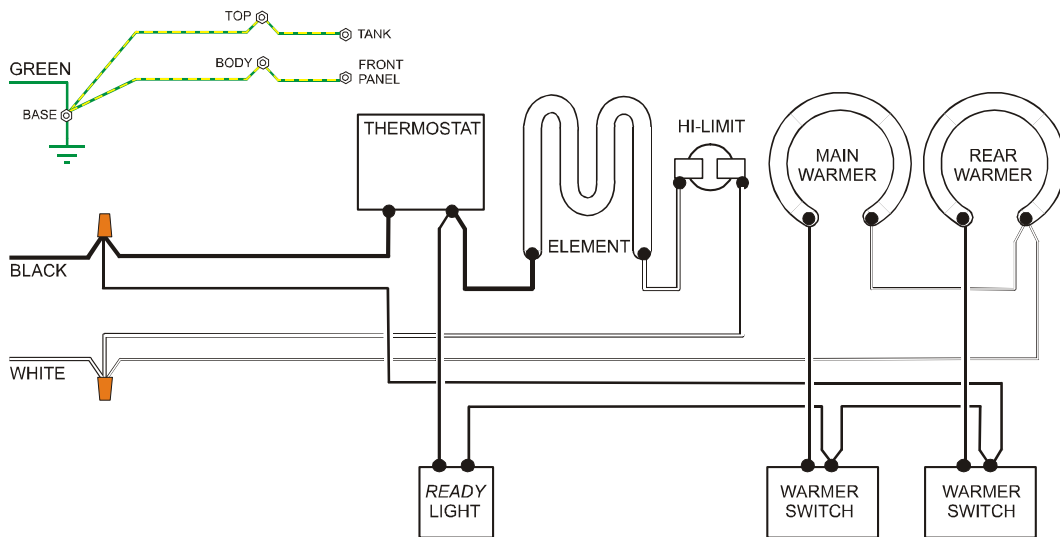 TOP
TANK
GREEN
BODY
FRONT
PANEL
BASE
THERMOSTAT
HI-LIMIT
MAIN
WARMER
REAR
WARMER
ELEMENT
BLACK
WHITE
READY
LIGHT
WARMER
SWITCH
WARMER
SWITCH